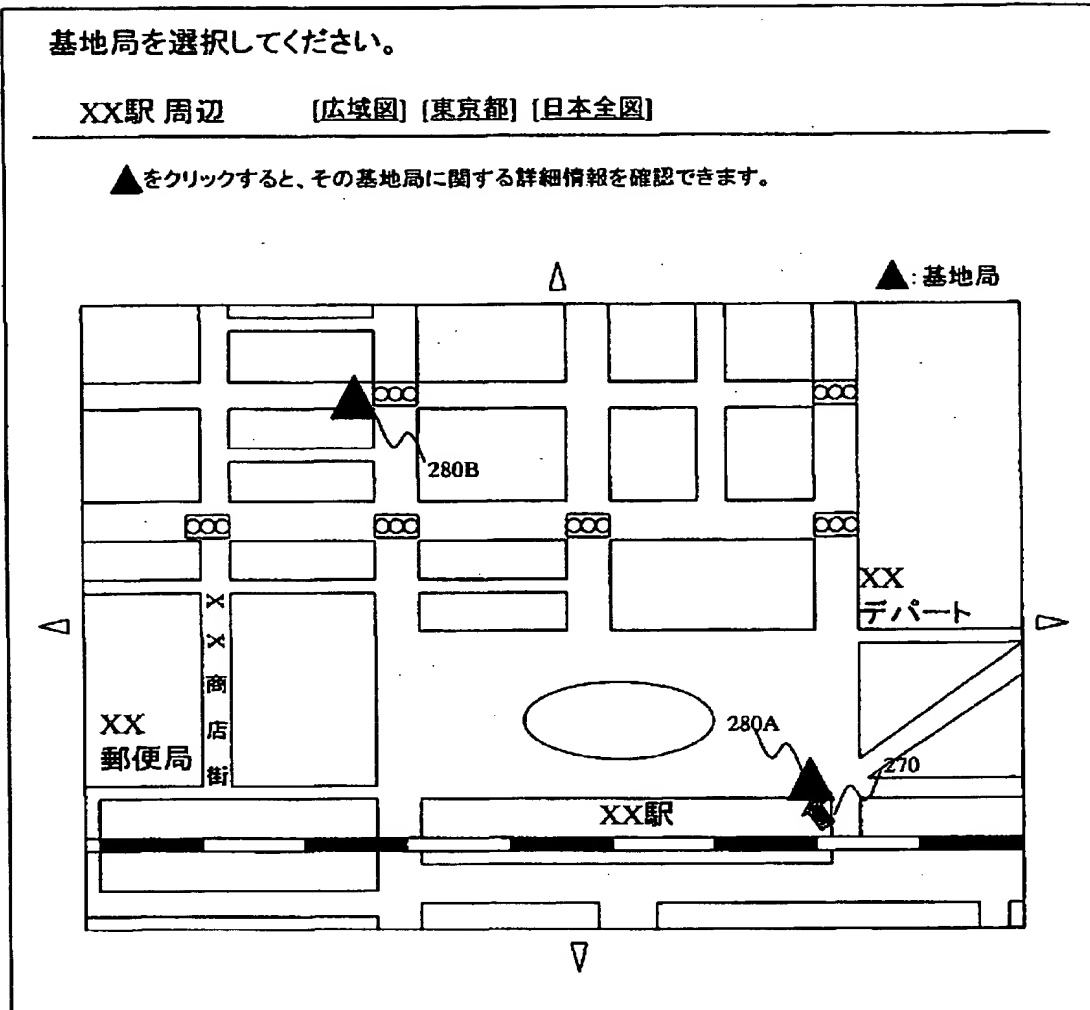 基地局を選択してください。
XX駅 周辺 [広域図] [東京都] [日本全図]
▲をクリックすると、その基地局に関する詳細情報を確認できます。
▲:基地局
280B
XX
デパート
XX商店街
XX
郵便局
280A
270
XX駅